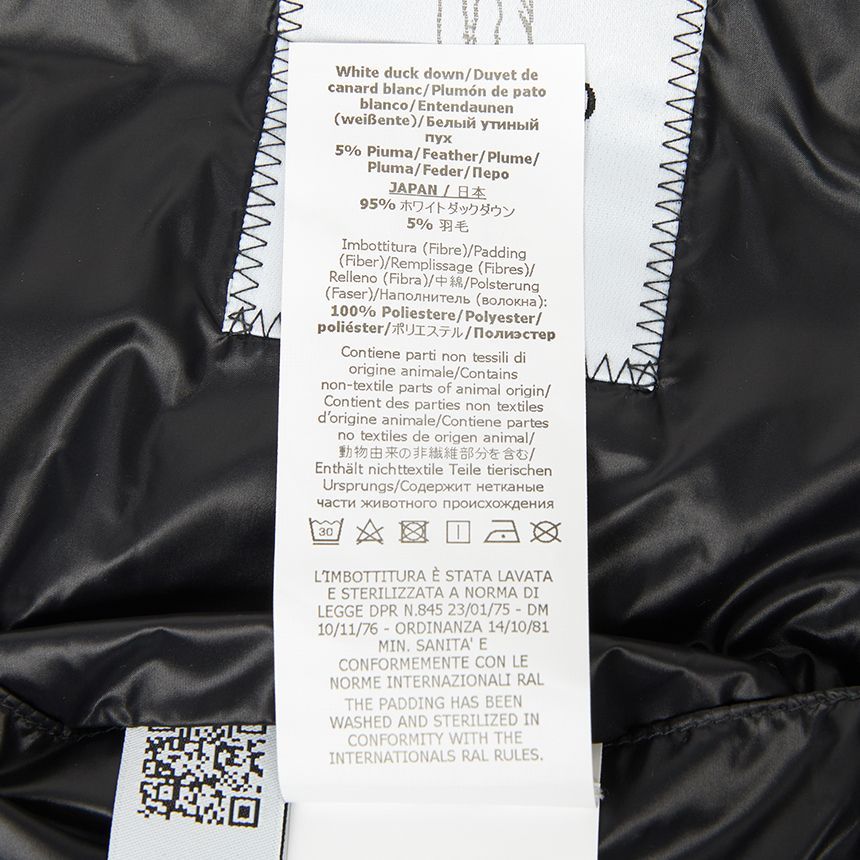 White duck down/Duvet de
canard blanc/Plumón de pato
blanco/Entendaunen
(weißente)/Белый утиный
пух
5% Piuma/Feather/Plume/
Pluma/Feder/Перо
JAPAN / 日本
95% ホワイトダックダウン
5% 羽毛
Imbottitura (Fibre)/Padding
(Fiber)/Remplissage (Fibres)/
Relleno (Fibra)/中綿/Polsterung
(Faser)/Наполнитель (волокна):
100% Poliestere/Polyester/
poliéster/ポリエステル/Полиэстер
Contiene parti non tessili di
origine animale/Contains
non-textile parts of animal origin/
Contient des parties non textiles
d'origine animale/Contiene partes
no textiles de origen animal/
動物由来の非繊維部分を含む/
Enthält nichttextile Teile tierischen
Ursprungs/Содержит нетканые
части животного происхождения
30
L'IMBOTTITURA È STATA LAVATA
E STERILIZZATA A NORMA DI
LEGGE DPR N.845 23/01/75 - DM
10/11/76 - ORDINANZA 14/10/81
MIN. SANITA' E
CONFORMEMENTE CON LE
NORME INTERNAZIONALI RAL
THE PADDING HAS BEEN
WASHED AND STERILIZED IN
CONFORMITY WITH THE
INTERNATIONALS RAL RULES.